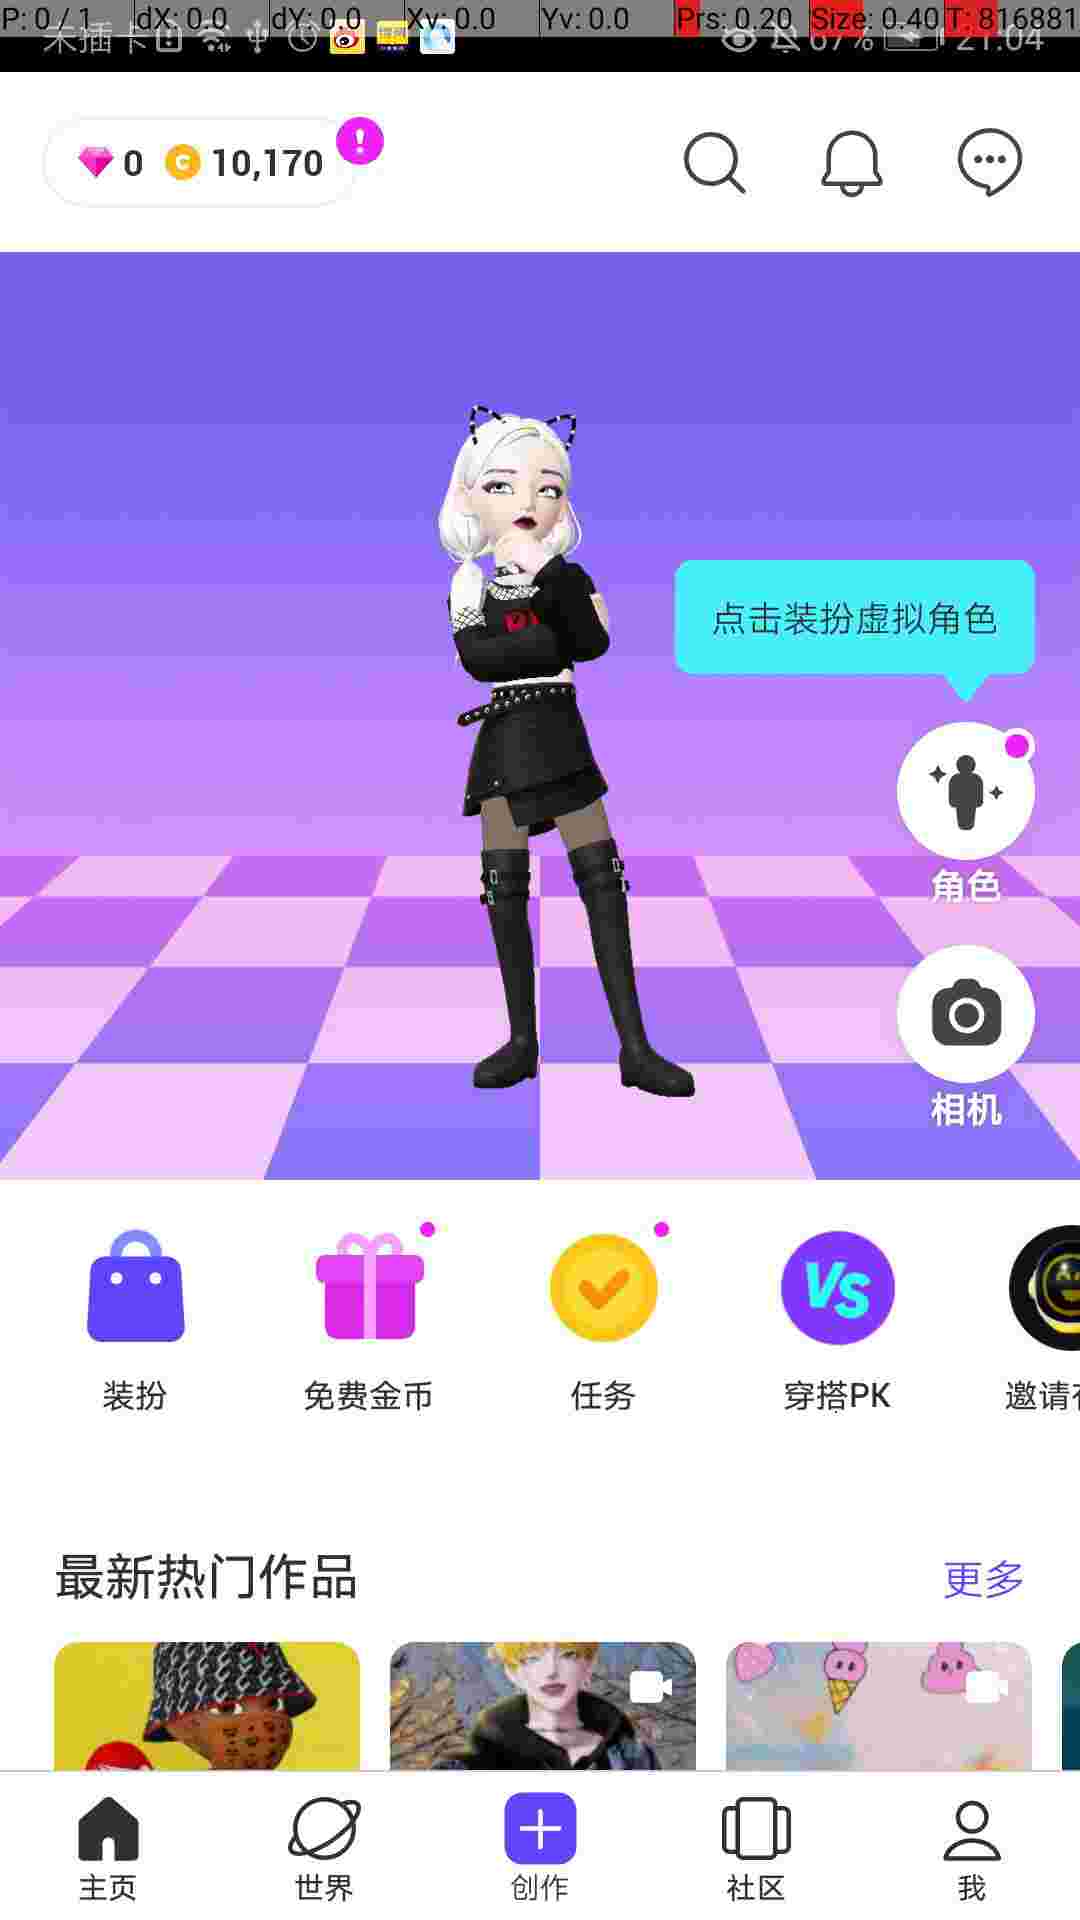 P: 0 / 1 dX: 0.0 dY: 0.0 Xv: 0.0 Yv: 0.0 Prs: 0.20 Size: 0.40 T: 816881
未插卡 67% 21:04
0 C 10,170 !
点击装扮虚拟角色
角色
相机
VS
装扮 免费金币 任务 穿搭PK 邀请
最新热门作品 更多
主页 世界 创作 社区 我